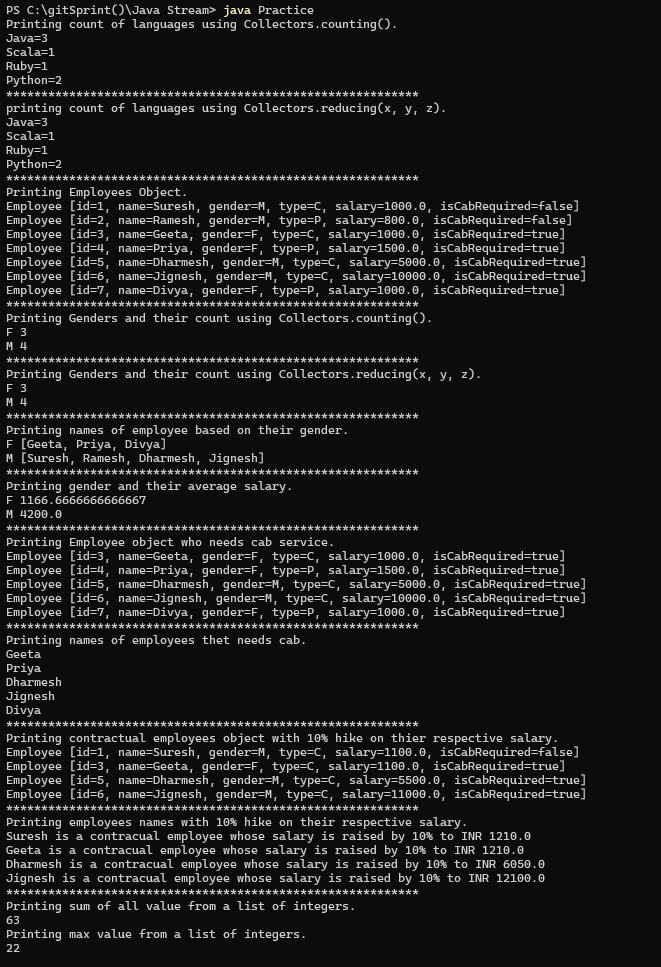 PS C:\gitSprint()\Java Stream> java Practice
Printing count of languages using Collectors.counting().
Java=3
Scala=1
Ruby=1
Python=2
***********************************************************
printing count of languages using Collectors.reducing(x, y, z).
Java=3
Scala=1
Ruby=1
Python=2
***********************************************************
Printing Employees Object.
Employee [id=1, name=Suresh, gender=M, type=C, salary=1000.0, isCabRequired=false]
Employee [id=2, name=Ramesh, gender=M, type=P, salary=800.0, isCabRequired=false]
Employee [id=3, name=Geeta, gender=F, type=C, salary=1000.0, isCabRequired=true]
Employee [id=4, name=Priya, gender=F, type=P, salary=1500.0, isCabRequired=true]
Employee [id=5, name=Dharmesh, gender=M, type=C, salary=5000.0, isCabRequired=true]
Employee [id=6, name=Jignesh, gender=M, type=C, salary=10000.0, isCabRequired=true]
Employee [id=7, name=Divya, gender=F, type=P, salary=1000.0, isCabRequired=true]
***********************************************************
Printing Genders and their count using Collectors.counting().
F 3
M 4
***********************************************************
Printing Genders and their count using Collectors.reducing(x, y, z).
F 3
M 4
***********************************************************
Printing names of employee based on their gender.
F [Geeta, Priya, Divya]
M [Suresh, Ramesh, Dharmesh, Jignesh]
***********************************************************
Printing gender and their average salary.
F 1166.6666666666667
M 4200.0
***********************************************************
Printing Employee object who needs cab service.
Employee [id=3, name=Geeta, gender=F, type=C, salary=1000.0, isCabRequired=true]
Employee [id=4, name=Priya, gender=F, type=P, salary=1500.0, isCabRequired=true]
Employee [id=5, name=Dharmesh, gender=M, type=C, salary=5000.0, isCabRequired=true]
Employee [id=6, name=Jignesh, gender=M, type=C, salary=10000.0, isCabRequired=true]
Employee [id=7, name=Divya, gender=F, type=P, salary=1000.0, isCabRequired=true]
***********************************************************
Printing names of employees thet needs cab.
Geeta
Priya
Dharmesh
Jignesh
Divya
***********************************************************
Printing contractual employees object with 10% hike on thier respective salary.
Employee [id=1, name=Suresh, gender=M, type=C, salary=1100.0, isCabRequired=false]
Employee [id=3, name=Geeta, gender=F, type=C, salary=1100.0, isCabRequired=true]
Employee [id=5, name=Dharmesh, gender=M, type=C, salary=5500.0, isCabRequired=true]
Employee [id=6, name=Jignesh, gender=M, type=C, salary=11000.0, isCabRequired=true]
***********************************************************
Printing employees names with 10% hike on their respective salary.
Suresh is a contracual employee whose salary is raised by 10% to INR 1210.0
Geeta is a contracual employee whose salary is raised by 10% to INR 1210.0
Dharmesh is a contracual employee whose salary is raised by 10% to INR 6050.0
Jignesh is a contracual employee whose salary is raised by 10% to INR 12100.0
***********************************************************
Printing sum of all value from a list of integers.
63
Printing max value from a list of integers.
22